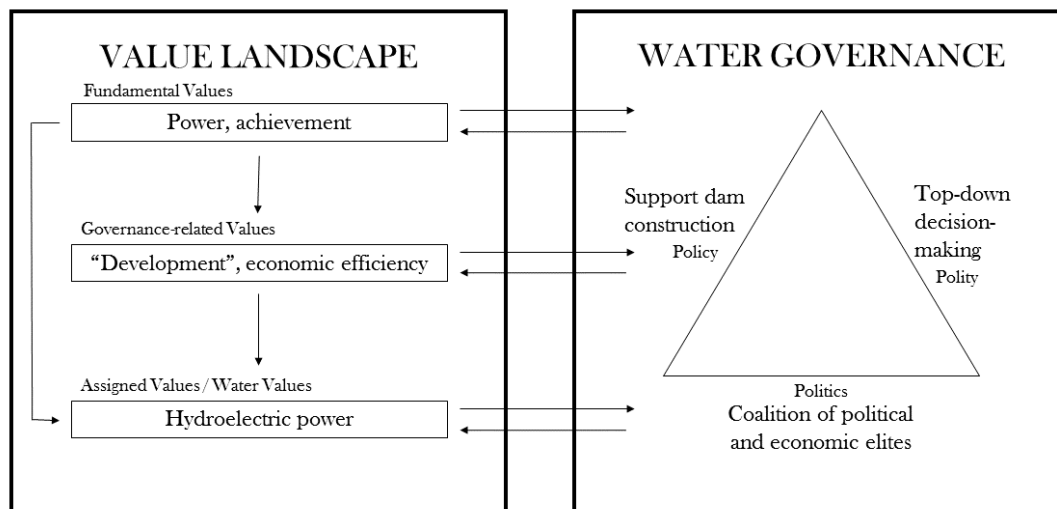 VALUE LANDSCAPE
Fundamental Values
Power, achievement
Governance-related Values
“Development”, economic efficiency
Assigned Values / Water Values
Hydroelectric power
WATER GOVERNANCE
Support dam
construction
Policy
Top-down
decision-
making
Polity
Politics
Coalition of political
and economic elites